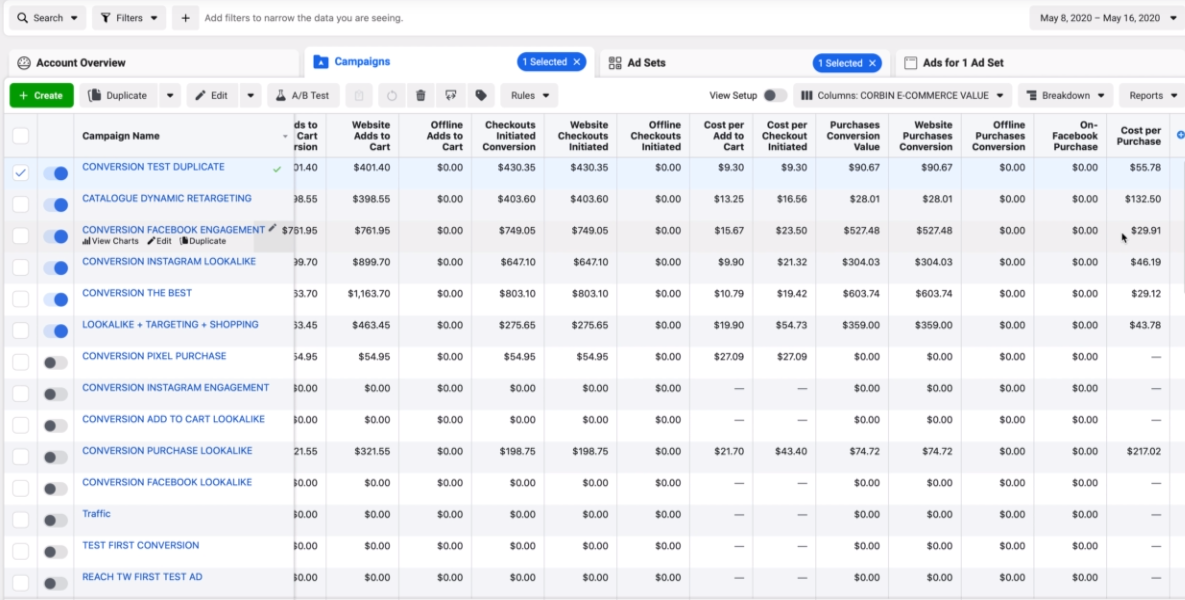 Search Filters + Add filters to narrow the data you are seeing. May 8, 2020 – May 16, 2020
Account Overview Campaigns 1 Selected × Ad Sets 1 Selected × Ads for 1 Ad Set
+ Create Duplicate Edit A/B Test Rules View Setup Columns: CORBIN E-COMMERCE VALUE Breakdown Reports
Campaign Name ds to Cart rsion Website Adds to Cart Offline Adds to Cart Checkouts Initiated Conversion Website Checkouts Initiated Offline Checkouts Initiated Cost per Add to Cart Cost per Checkout Initiated Purchases Conversion Value Website Purchases Conversion Offline Purchases Conversion On-Facebook Purchase Cost per Purchase
CONVERSION TEST DUPLICATE 01.40 $401.40 $0.00 $430.35 $430.35 $0.00 $9.30 $9.30 $90.67 $90.67 $0.00 $0.00 $55.78
CATALOGUE DYNAMIC RETARGETING 98.55 $398.55 $0.00 $403.60 $403.60 $0.00 $13.25 $16.56 $28.01 $28.01 $0.00 $0.00 $132.50
CONVERSION FACEBOOK ENGAGEMENT $761.95 $761.95 $0.00 $749.05 $749.05 $0.00 $15.67 $23.50 $527.48 $527.48 $0.00 $0.00 $29.91
View Charts Edit Duplicate
CONVERSION INSTAGRAM LOOKALIKE 99.70 $899.70 $0.00 $647.10 $647.10 $0.00 $9.90 $21.32 $304.03 $304.03 $0.00 $0.00 $46.19
CONVERSION THE BEST 63.70 $1,163.70 $0.00 $803.10 $803.10 $0.00 $10.79 $19.42 $603.74 $603.74 $0.00 $0.00 $29.12
LOOKALIKE + TARGETING + SHOPPING 63.45 $463.45 $0.00 $275.65 $275.65 $0.00 $19.90 $54.73 $359.00 $359.00 $0.00 $0.00 $43.78
CONVERSION PIXEL PURCHASE 54.95 $54.95 $0.00 $54.95 $54.95 $0.00 $27.09 $27.09 $0.00 $0.00 $0.00 $0.00 —
CONVERSION INSTAGRAM ENGAGEMENT $0.00 $0.00 $0.00 $0.00 $0.00 $0.00 — — $0.00 $0.00 $0.00 $0.00 —
CONVERSION ADD TO CART LOOKALIKE $0.00 $0.00 $0.00 $0.00 $0.00 $0.00 — — $0.00 $0.00 $0.00 $0.00 —
CONVERSION PURCHASE LOOKALIKE 21.55 $321.55 $0.00 $198.75 $198.75 $0.00 $21.70 $43.40 $74.72 $74.72 $0.00 $0.00 $217.02
CONVERSION FACEBOOK LOOKALIKE $0.00 $0.00 $0.00 $0.00 $0.00 $0.00 — — $0.00 $0.00 $0.00 $0.00 —
Traffic $0.00 $0.00 $0.00 $0.00 $0.00 $0.00 — — $0.00 $0.00 $0.00 $0.00 —
TEST FIRST CONVERSION $0.00 $0.00 $0.00 $0.00 $0.00 $0.00 — — $0.00 $0.00 $0.00 $0.00 —
REACH TW FIRST TEST AD $0.00 $0.00 $0.00 $0.00 $0.00 $0.00 — — $0.00 $0.00 $0.00 $0.00 —